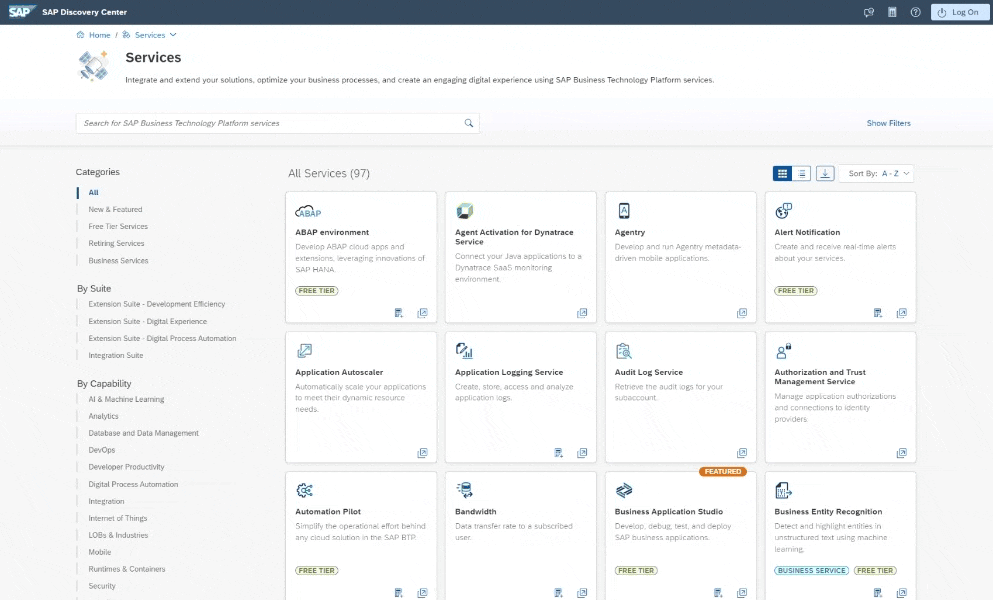 SAP SAP Discovery Center Log On
Home / Services
Services
Integrate and extend your solutions, optimize your business processes, and create an engaging digital experience using SAP Business Technology Platform services.
Search for SAP Business Technology Platform services
Show Filters
Categories
All
New & Featured
Free Tier Services
Retiring Services
Business Services
By Suite
Extension Suite - Development Efficiency
Extension Suite - Digital Experience
Extension Suite - Digital Process Automation
Integration Suite
By Capability
AI & Machine Learning
Analytics
Database and Data Management
DevOps
Developer Productivity
Digital Process Automation
Integration
Internet of Things
LOBs & Industries
Mobile
Runtimes & Containers
Security
All Services (97)
Sort By: A - Z
ABAP
ABAP environment
Develop ABAP cloud apps and
extensions, leveraging innovations of
SAP HANA.
FREE TIER
Agent Activation for Dynatrace
Service
Connect your Java applications to a
Dynatrace SaaS monitoring
environment.
Agentry
Develop and run Agentry metadata-
driven mobile applications.
Alert Notification
Create and receive real-time alerts
about your services.
FREE TIER
Application Autoscaler
Automatically scale your applications
to meet their dynamic resource
needs.
Application Logging Service
Create, store, access and analyze
application logs.
Audit Log Service
Retrieve the audit logs for your
subaccount.
Authorization and Trust
Management Service
Manage application authorizations
and connections to identity
providers.
Automation Pilot
Simplify the operational effort behind
any cloud solution in the SAP BTP.
FREE TIER
Bandwidth
Data transfer rate to a subscribed
user.
FEATURED
Business Application Studio
Develop, debug, test, and deploy
SAP business applications.
FREE TIER
Business Entity Recognition
Detect and highlight entities in
unstructured text using machine
learning.
BUSINESS SERVICE FREE TIER